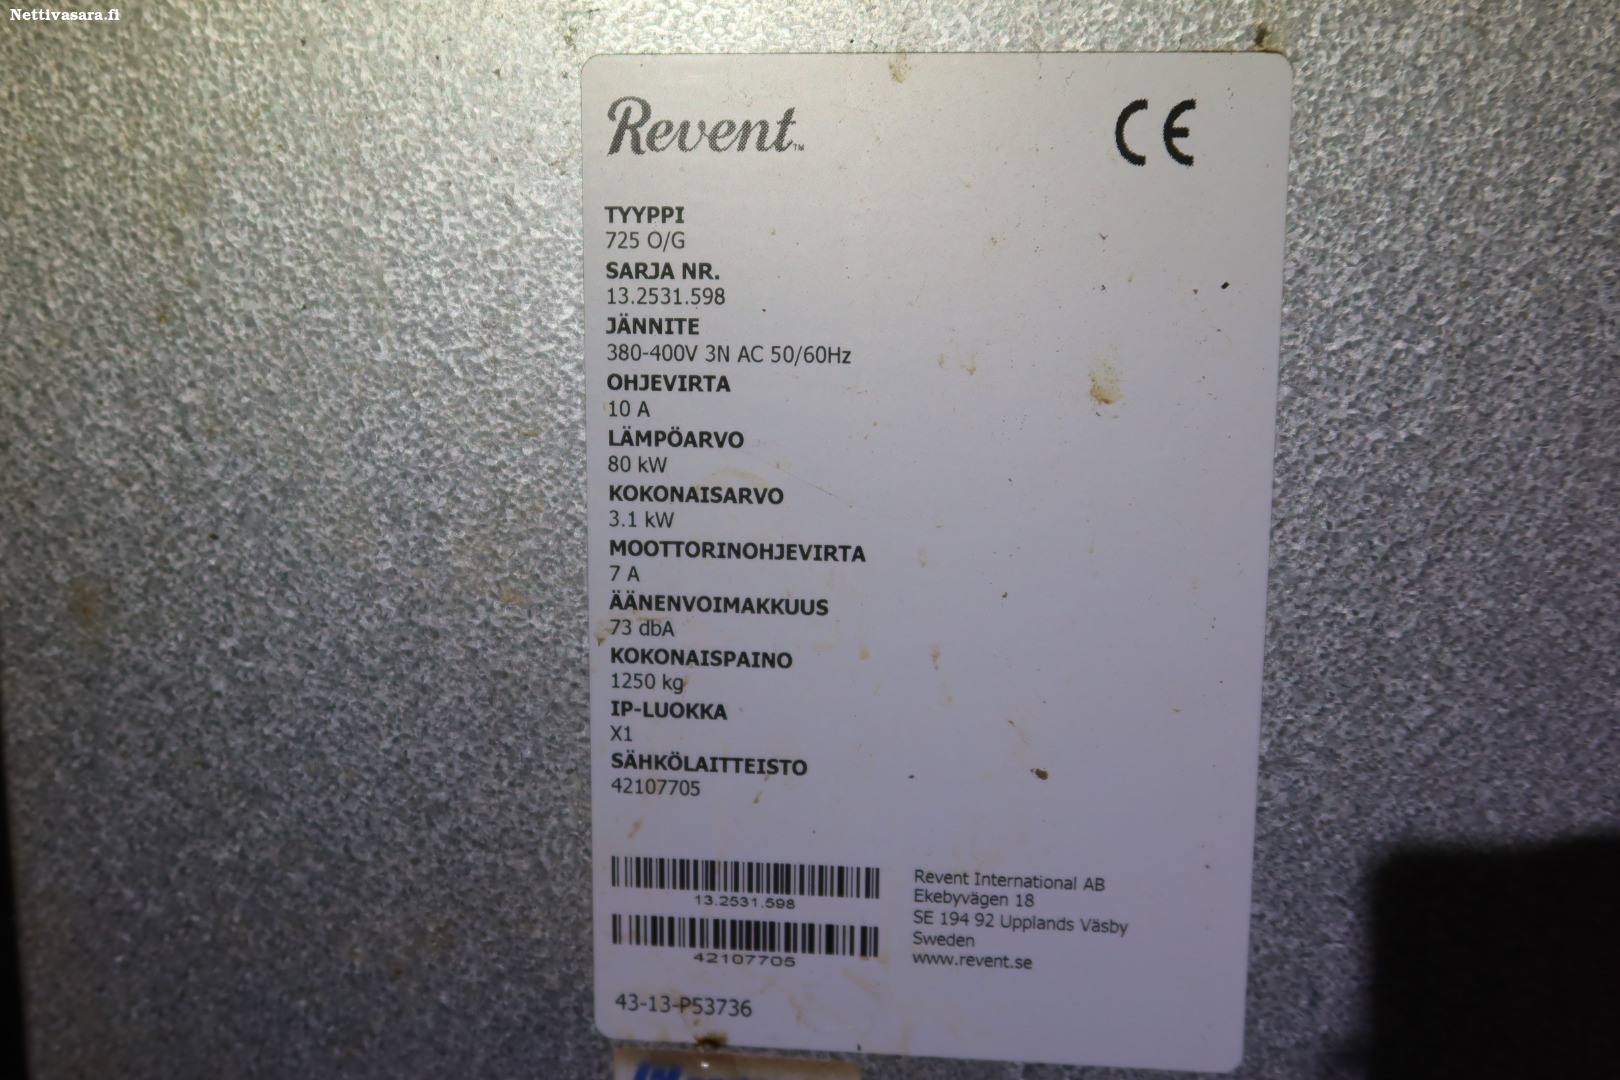 Nettivasara.fi
Revent™
CE
TYYPPI
725 O/G
SARJA NR.
13.2531.598
JÄNNITE
380-400V 3N AC 50/60Hz
OHJEVIRTA
10 A
LÄMPÖARVO
80 kW
KOKONAISARVO
3.1 kW
MOOTTORINOHJEVIRTA
7 A
ÄÄNENVOIMAKKUUS
73 dbA
KOKONAISPAINO
1250 kg
IP-LUOKKA
X1
SÄHKÖLAITTEISTO
42107705
13.2531.598
42107705
43-13-P53736
Revent International AB
Ekebyvägen 18
SE 194 92 Upplands Väsby
Sweden
www.revent.se